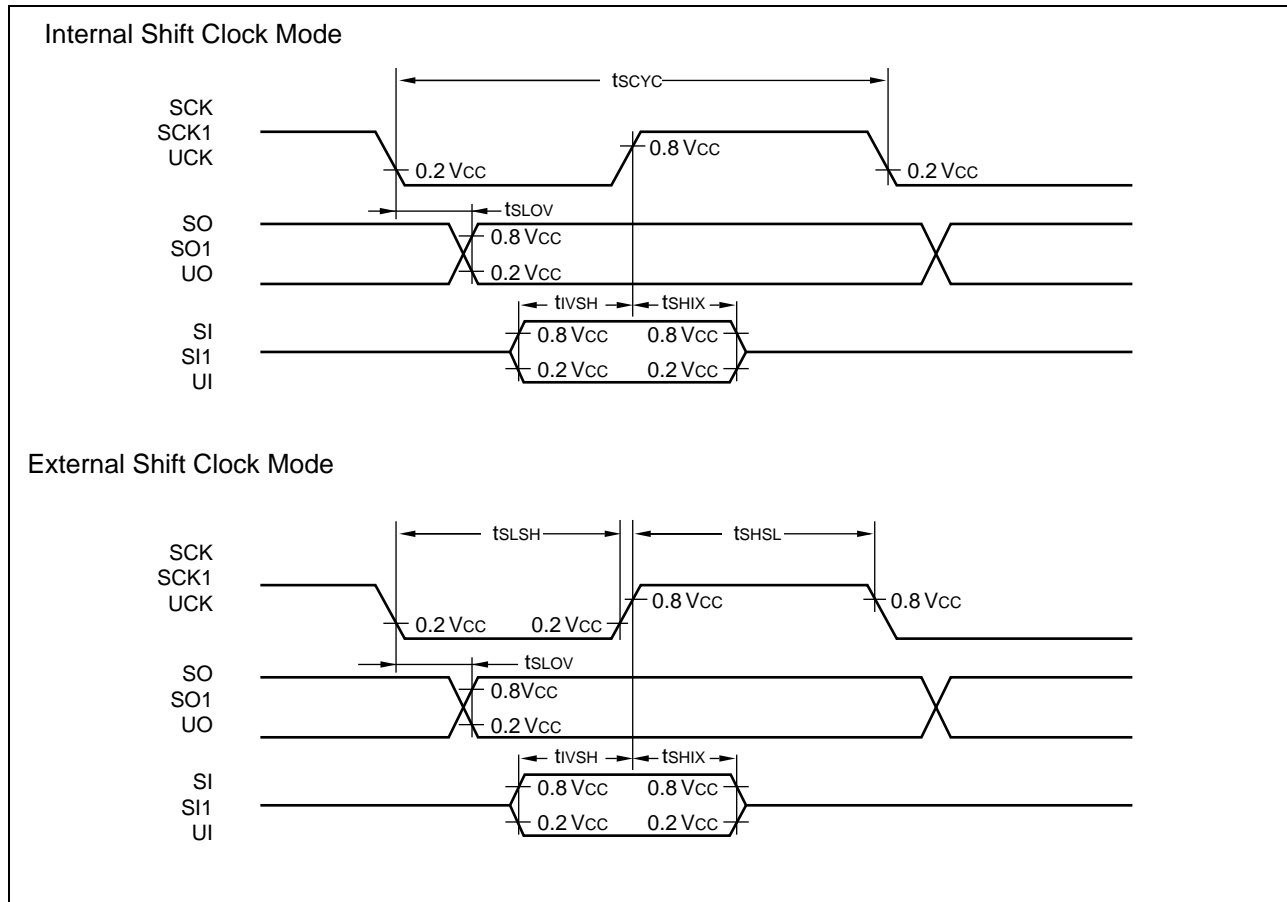 Internal Shift Clock Mode
tSCYC
SCK
SCK1
UCK
0.8 VCC
0.2 VCC
0.2 VCC
tSLOV
SO
SO1
UO
0.8 VCC
0.2 VCC
tIVSH
tSHIX
SI
SI1
UI
0.8 VCC
0.8 VCC
0.2 VCC
0.2 VCC
External Shift Clock Mode
tSLSH
tSHSL
SCK
SCK1
UCK
0.8 VCC
0.8 VCC
0.2 VCC
0.2 VCC
tSLOV
SO
SO1
UO
0.8VCC
0.2 VCC
tIVSH
tSHIX
SI
SI1
UI
0.8 VCC
0.8 VCC
0.2 VCC
0.2 VCC